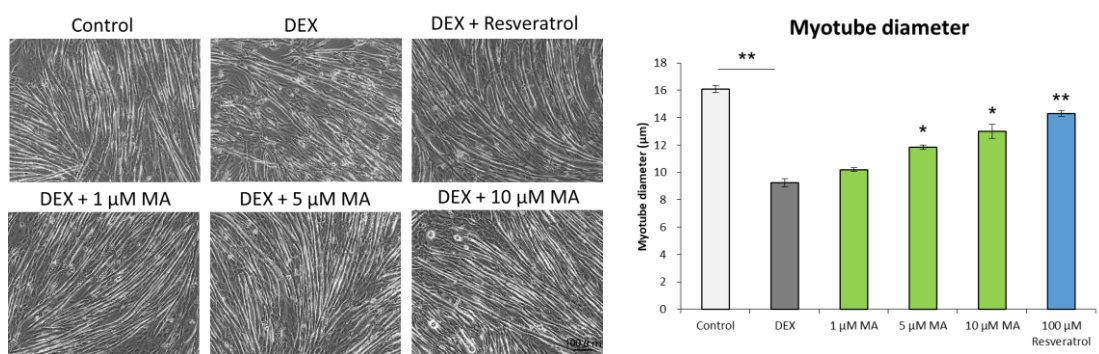 Control
DEX
DEX + Resveratrol
DEX + 1 μM MA
DEX + 5 μM MA
DEX + 10 μM MA
100 μm
Myotube diameter
Myotube diameter (μm)
18
16
14
12
10
8
6
4
2
0
**
*
*
**
Control
DEX
1 μM MA
5 μM MA
10 μM MA
100 μM
Resveratrol